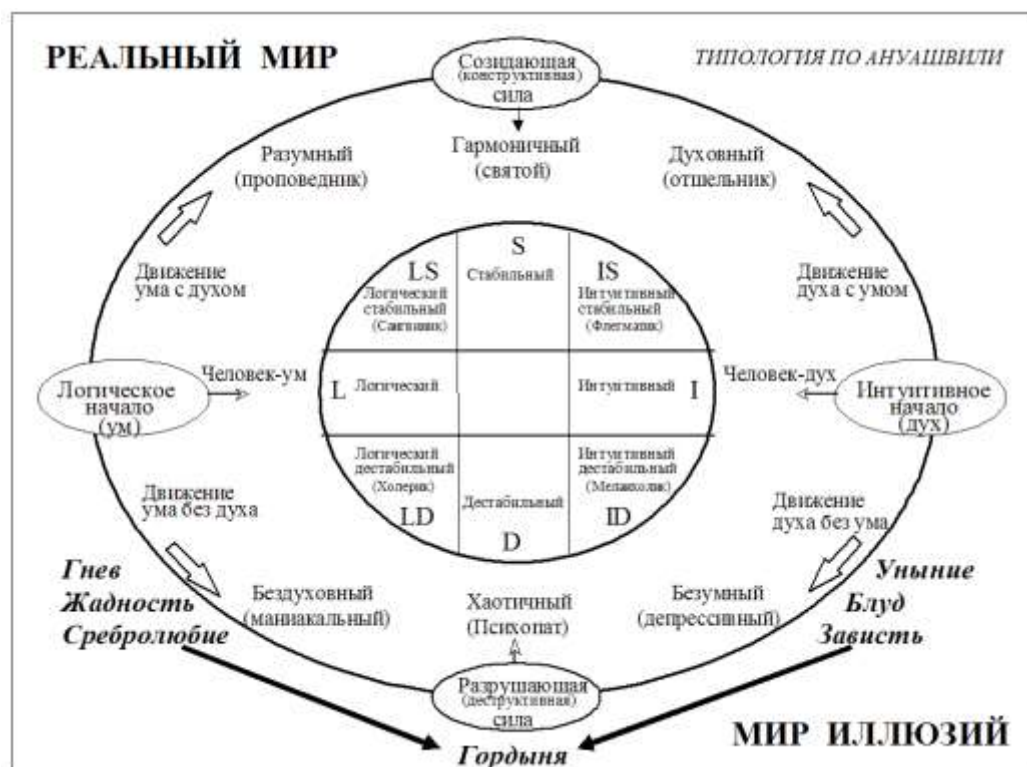 РЕАЛЬНЫЙ МИР
ТИПОЛОГИЯ ПО АНУАШВИЛИ
Созидающая
(конструктивная)
сила
Гармоничный
(святой)
Разумный
(проповедник)
Духовный
(отшельник)
Движение
ума с духом
Движение
духа с умом
S
Стабильный
LS
Логический
стабильный
(Сангвиник)
IS
Интуитивный
стабильный
(Флегматик)
Логическое
начало
(ум)
Человек-ум
L
Логический
Интуитивный
I
Человек-дух
Интуитивное
начало
(дух)
Логический
дестабильный
(Холерик)
LD
Дестабильный
D
Интуитивный
дестабильный
(Меланхолик)
ID
Движение
ума без духа
Движение
духа без ума
Гнев
Жадность
Сребролюбие
Уныние
Блуд
Зависть
Бездуховный
(маниакальный)
Хаотичный
(Психопат)
Безумный
(депрессивный)
Разрушающая
(деструктивная)
сила
Гордыня
МИР ИЛЛЮЗИЙ